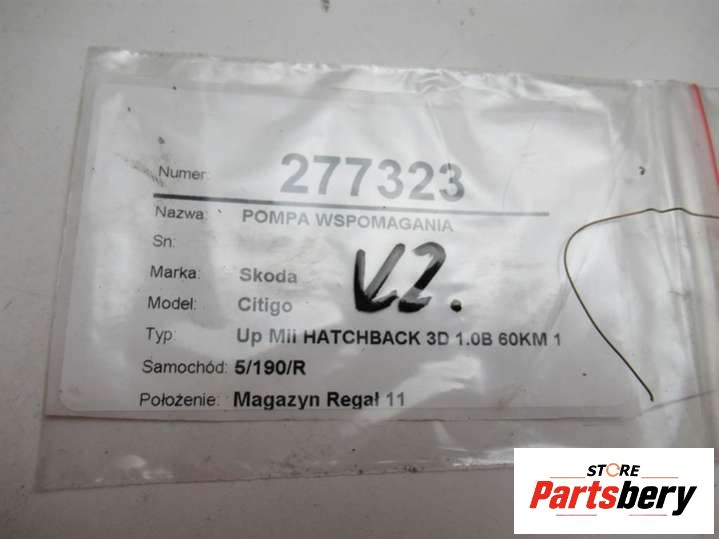 Numer: 277323
Nazwa: POMPA WSPOMAGANIA
Sn:
Marka: Skoda
Model: Citigo
Typ: Up Mii HATCHBACK 3D 1.0B 60KM 1
Samochód: 5/190/R
Położenie: Magazyn Regał 11
V2.
STORE
Partsbery